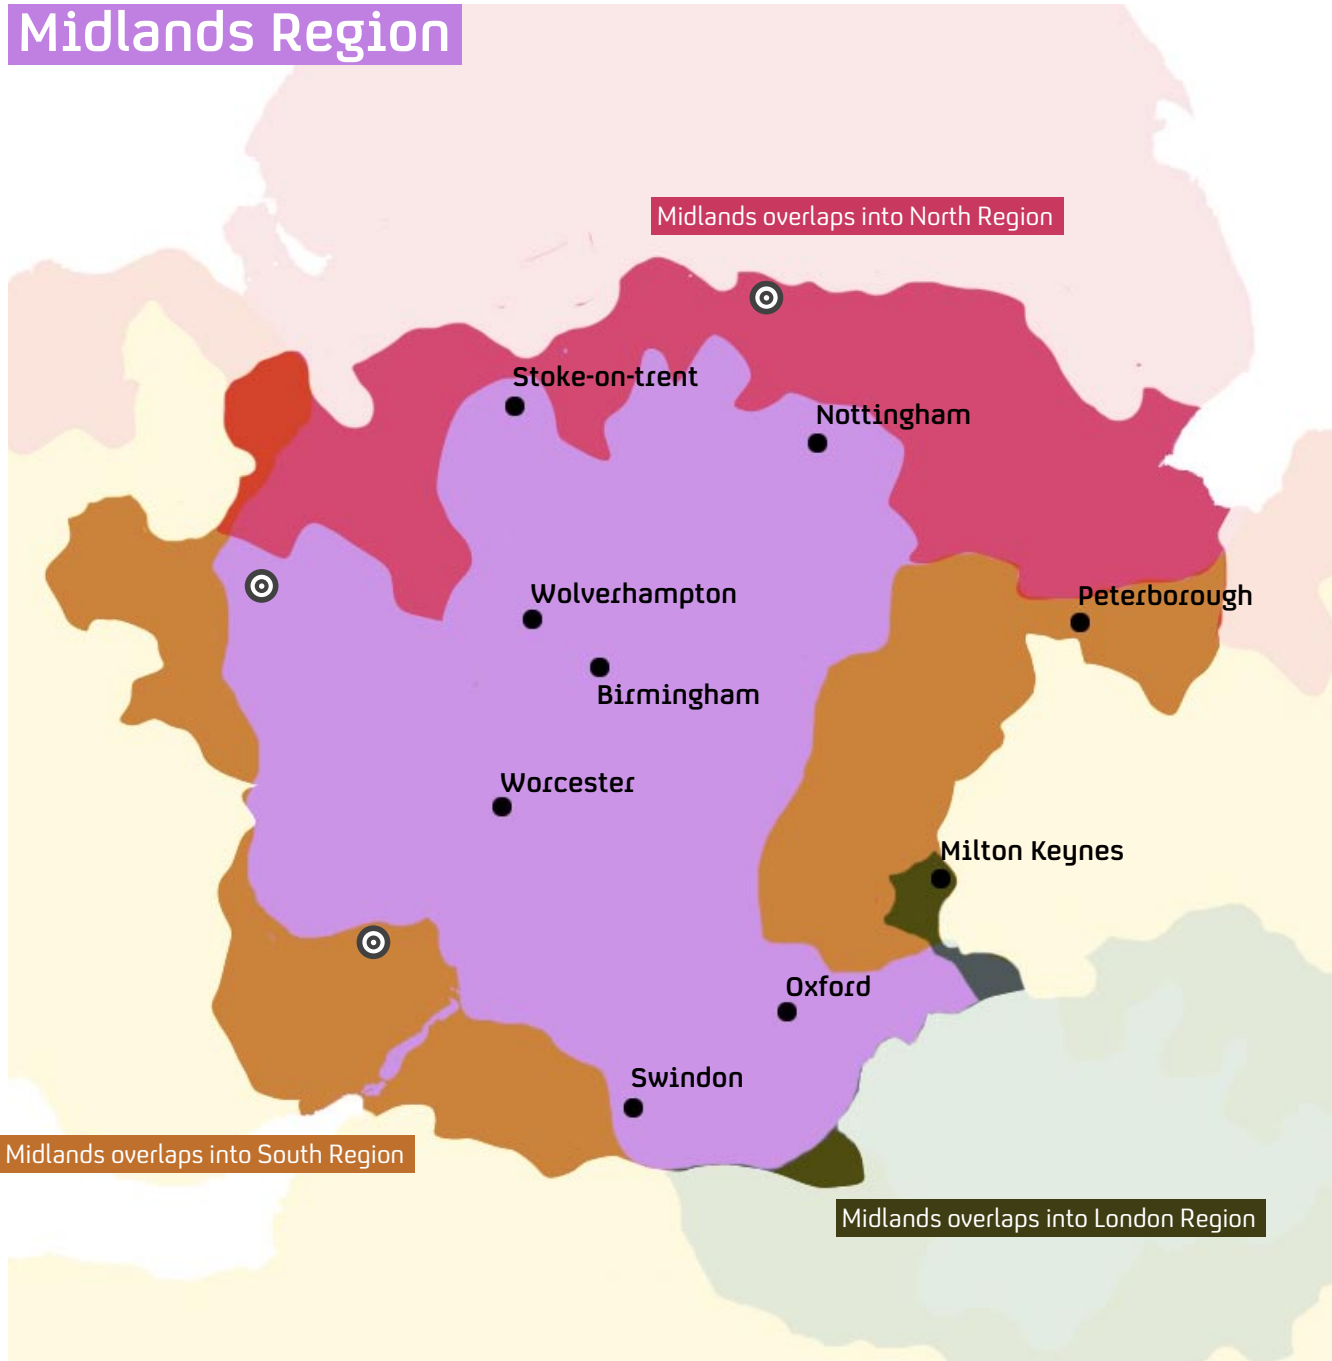 Midlands Region
Midlands overlaps into North Region
Stoke-on-trent
Nottingham
Wolverhampton
Peterborough
Birmingham
Worcester
Milton Keynes
Oxford
Swindon
Midlands overlaps into South Region
Midlands overlaps into London Region